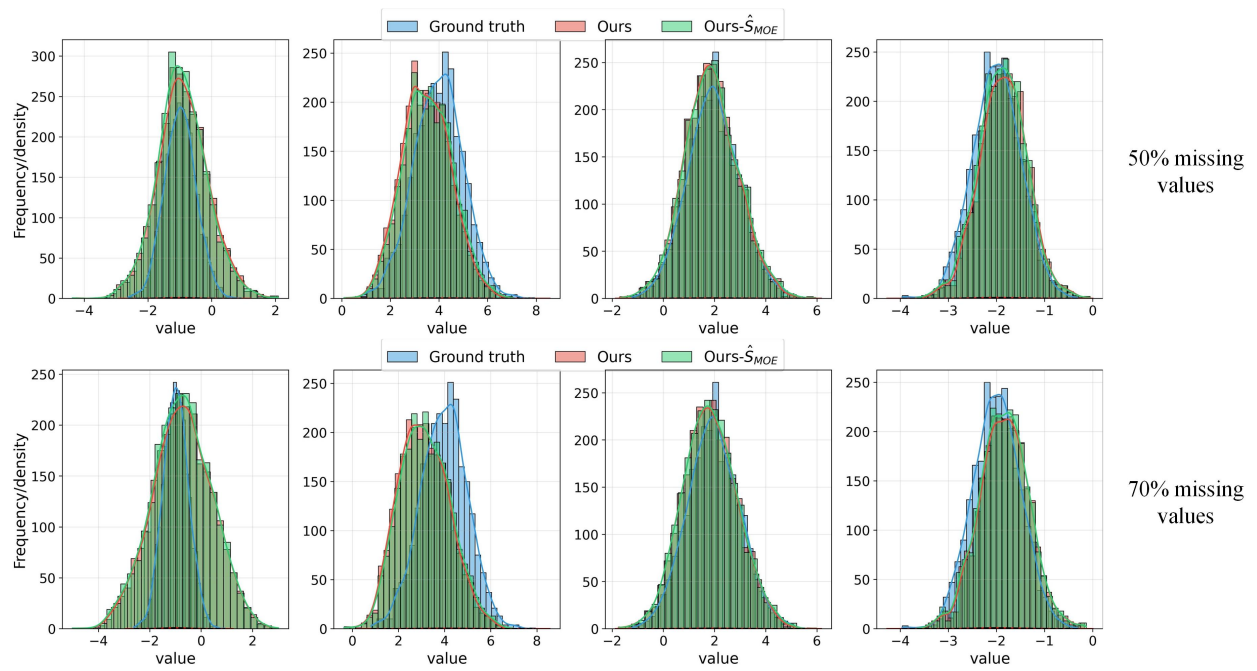 Ground truth Ours Ours-Ŝ_MOE
Frequency/density
300
250
200
150
100
50
0
−4 −2 0 2
value
250
200
150
100
50
0
0 2 4 6 8
value
250
200
150
100
50
0
−2 0 2 4 6
value
250
200
150
100
50
0
−4 −3 −2 −1 0
value
50% missing
values
Ground truth Ours Ours-Ŝ_MOE
Frequency/density
250
200
150
100
50
0
−4 −2 0 2
value
250
200
150
100
50
0
0 2 4 6 8
value
250
200
150
100
50
0
−2 0 2 4 6
value
250
200
150
100
50
0
−4 −3 −2 −1 0
value
70% missing
values